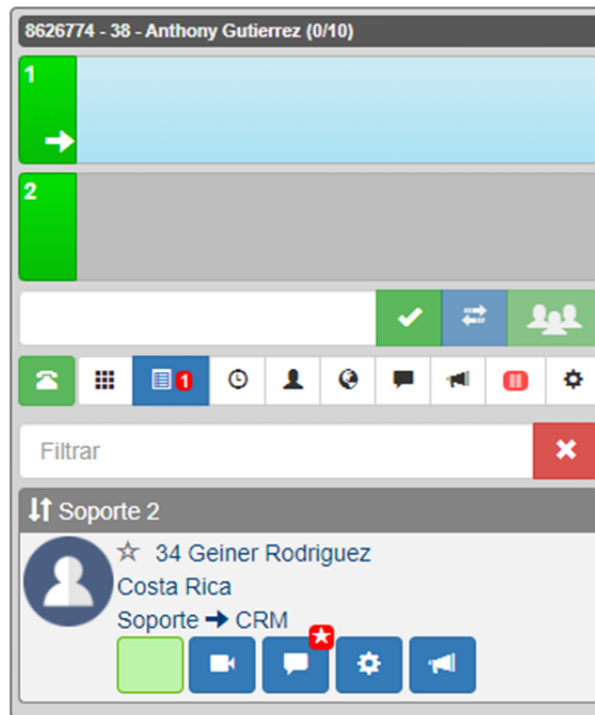 8626774 - 38 - Anthony Gutierrez (0/10)
1
2
1
Filtrar
Soporte 2
34 Geiner Rodriguez
Costa Rica
Soporte → CRM